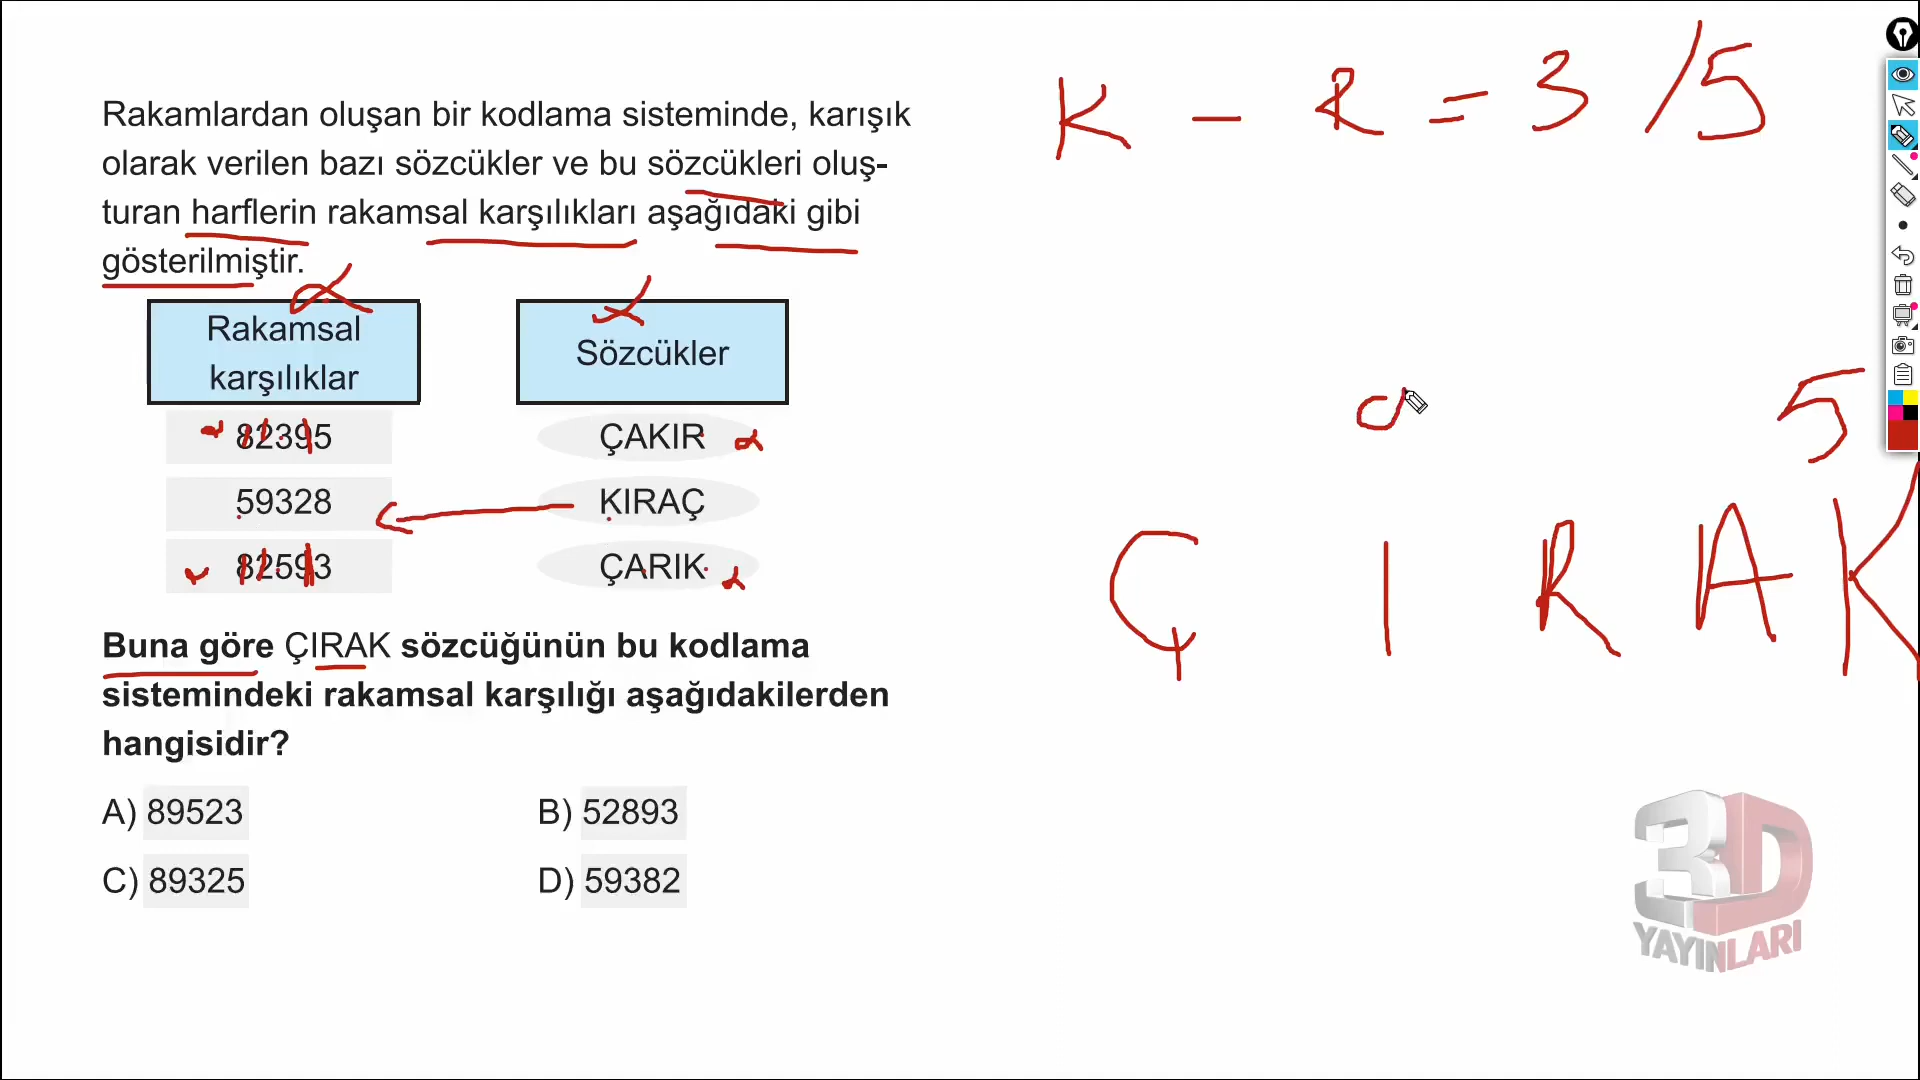 Rakamlardan oluşan bir kodlama sisteminde, karışık
olarak verilen bazı sözcükler ve bu sözcükleri oluş-
turan harflerin rakamsal karşılıkları aşağıdaki gibi
gösterilmiştir.
Rakamsal
karşılıklar
Sözcükler
82395
ÇAKIR
59328
KIRAÇ
82593
ÇARIK
Buna göre ÇIRAK sözcüğünün bu kodlama
sistemindeki rakamsal karşılığı aşağıdakilerden
hangisidir?
A) 89523
B) 52893
C) 89325
D) 59382
K - R = 3 / 5
5
Ç I R A K
3D
YAYINLARI